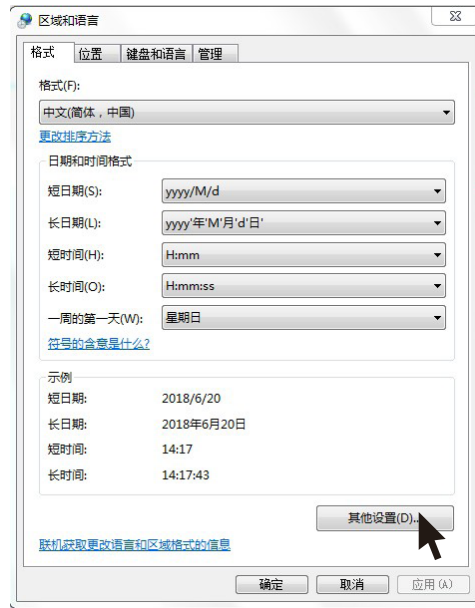 区域和语言
格式 位置 键盘和语言 管理
格式(F):
中文(简体，中国)
更改排序方法
日期和时间格式
短日期(S): yyyy/M/d
长日期(L): yyyy'年'M'月'd'日'
短时间(H): H:mm
长时间(O): H:mm:ss
一周的第一天(W): 星期日
符号的含意是什么?
示例
短日期: 2018/6/20
长日期: 2018年6月20日
短时间: 14:17
长时间: 14:17:43
其他设置(D)...
联机获取更改语言和区域格式的信息
确定 取消 应用(A)